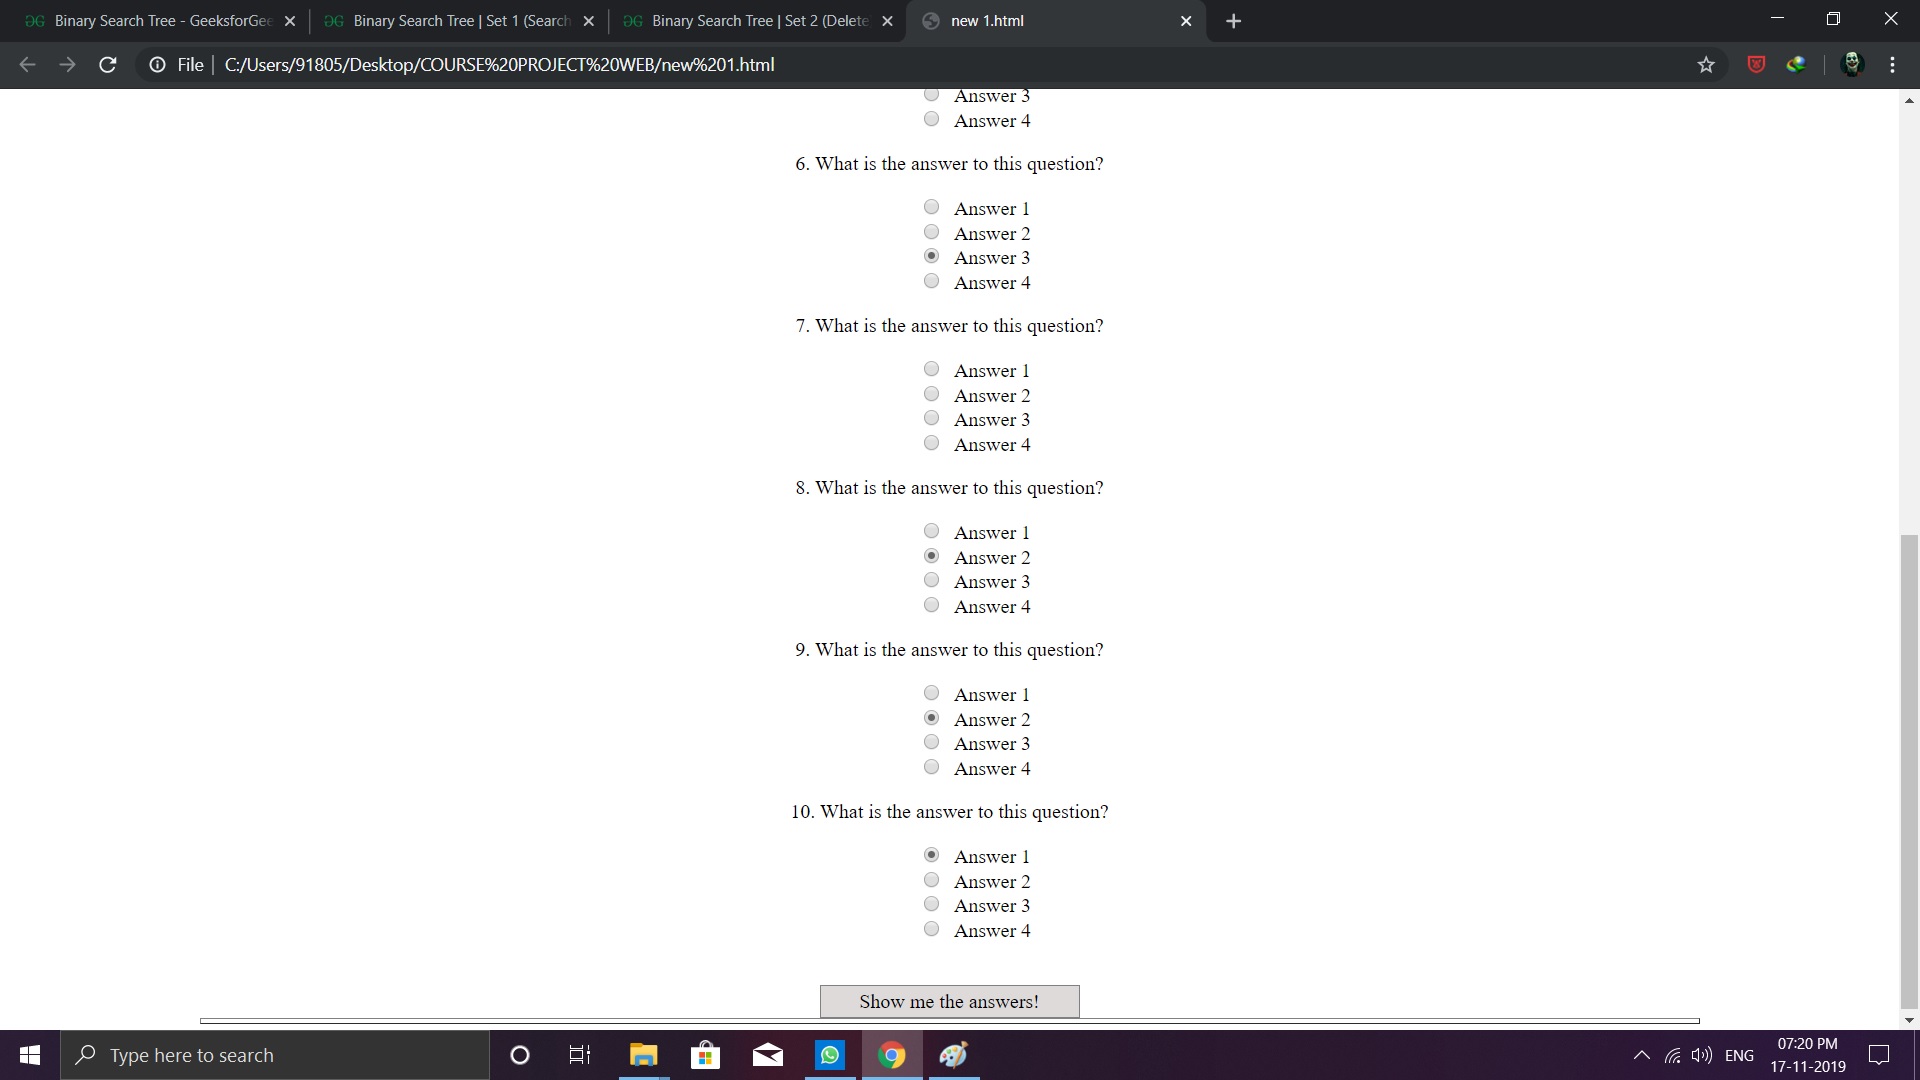 Binary Search Tree - GeeksforGee
Binary Search Tree | Set 1 (Search
Binary Search Tree | Set 2 (Delete
new 1.html
File
C:/Users/91805/Desktop/COURSE%20PROJECT%20WEB/new%201.html
Answer 3
Answer 4
6. What is the answer to this question?
Answer 1
Answer 2
Answer 3
Answer 4
7. What is the answer to this question?
Answer 1
Answer 2
Answer 3
Answer 4
8. What is the answer to this question?
Answer 1
Answer 2
Answer 3
Answer 4
9. What is the answer to this question?
Answer 1
Answer 2
Answer 3
Answer 4
10. What is the answer to this question?
Answer 1
Answer 2
Answer 3
Answer 4
Show me the answers!
Type here to search
ENG
07:20 PM
17-11-2019